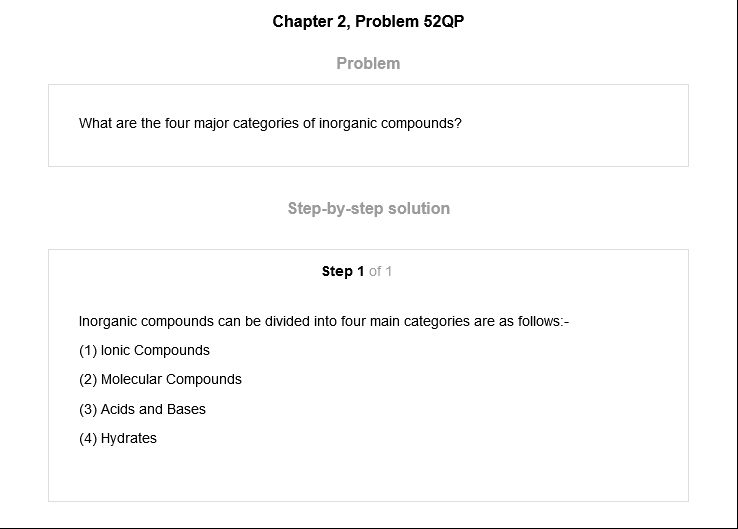 Chapter 2, Problem 52QP
Problem
What are the four major categories of inorganic compounds?
Step-by-step solution
Step 1 of 1
Inorganic compounds can be divided into four main categories are as follows:-
(1) Ionic Compounds
(2) Molecular Compounds
(3) Acids and Bases
(4) Hydrates